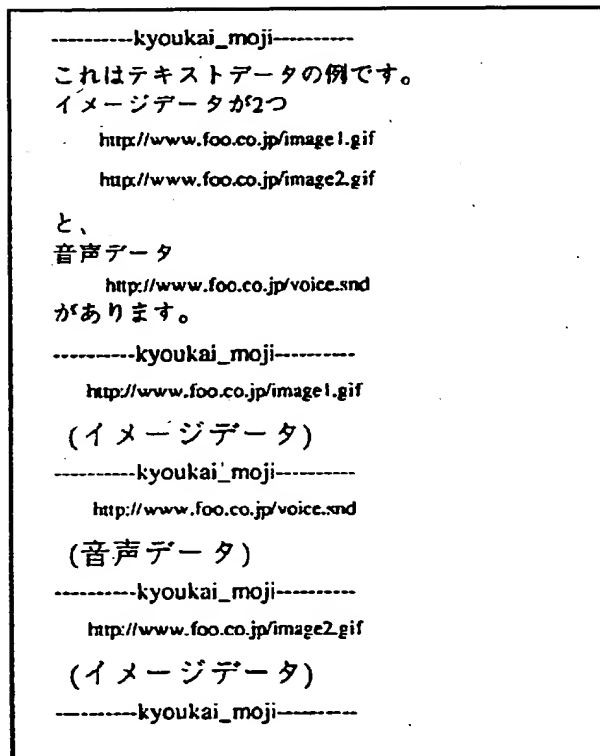 ----------kyoukai_moji----------
これはテキストデータの例です。
イメージデータが2つ
http://www.foo.co.jp/image1.gif
http://www.foo.co.jp/image2.gif
と、
音声データ
http://www.foo.co.jp/voice.snd
があります。
----------kyoukai_moji----------
http://www.foo.co.jp/image1.gif
(イメージデータ)
----------kyoukai_moji----------
http://www.foo.co.jp/voice.snd
(音声データ)
----------kyoukai_moji----------
http://www.foo.co.jp/image2.gif
(イメージデータ)
----------kyoukai_moji----------